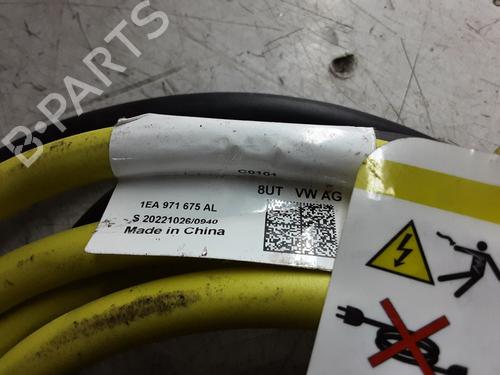 B-PARTS
C0101
8UT VW AG
1EA 971 675 AL
S 20221026/0940
Made in China